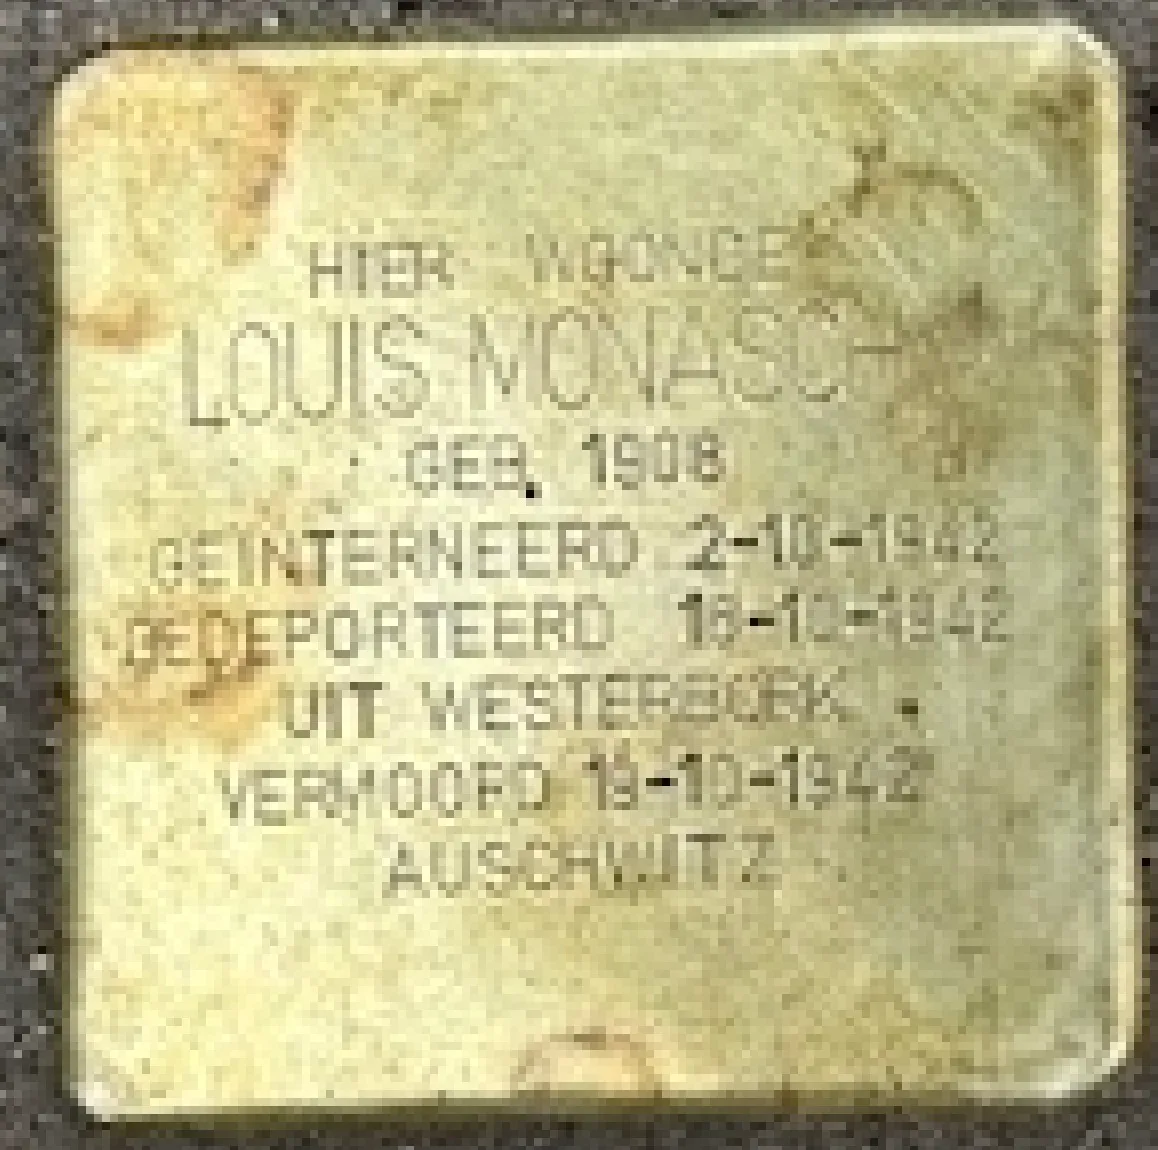 HIER WOONDE
LOUIS MONASCH
GEB. 1908
GEINTERNEERD 2-10-1942
GEDEPORTEERD 16-10-1942
UIT WESTERBORK
VERMOORD 19-10-1942
AUSCHWITZ